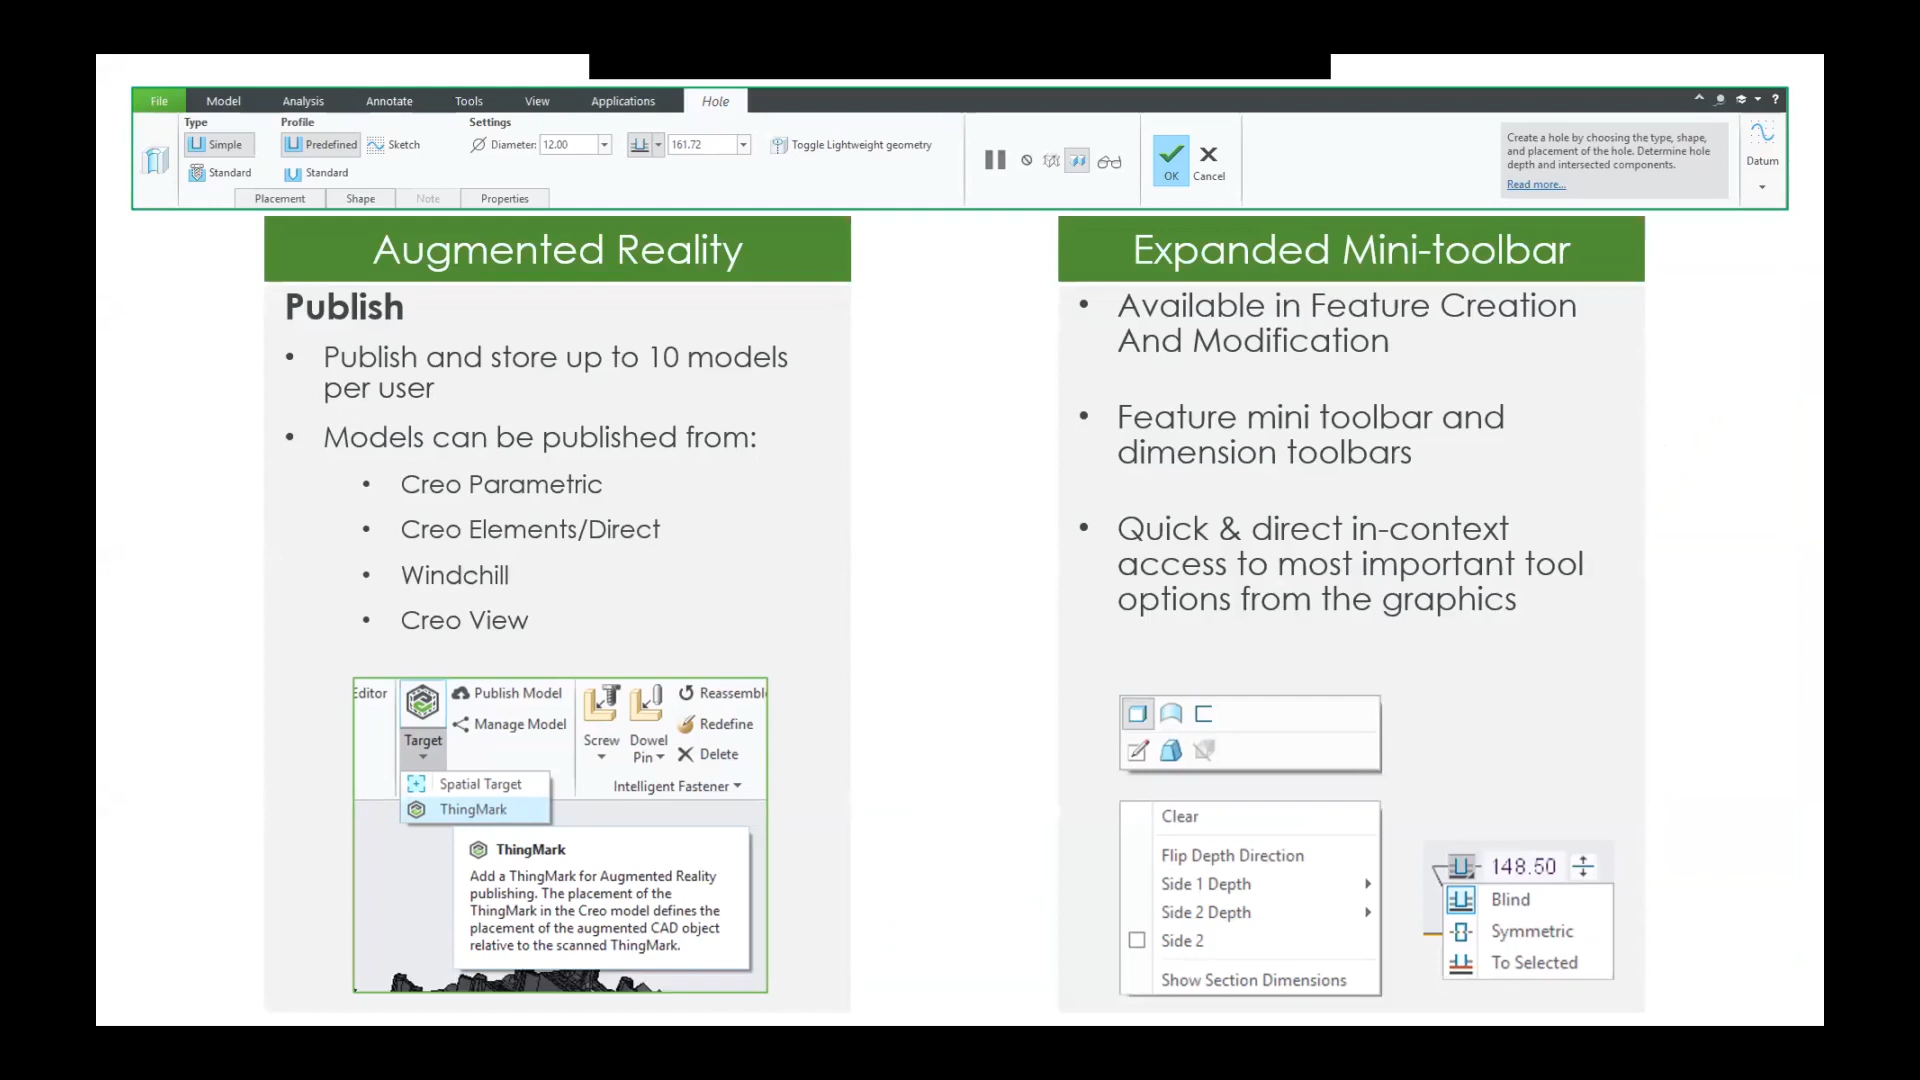 File Model Analysis Annotate Tools View Applications Hole ?
Type Profile Settings
Simple Predefined Sketch Diameter: 12.00 161.72 Toggle Lightweight geometry
Standard Standard
Placement Shape Note Properties
OK Cancel
Create a hole by choosing the type, shape,
and placement of the hole. Determine hole
depth and intersected components.
Read more...
Datum
Augmented Reality
Publish
• Publish and store up to 10 models
per user
• Models can be published from:
• Creo Parametric
• Creo Elements/Direct
• Windchill
• Creo View
Editor Publish Model Reassembl
Manage Model Redefine
Target Screw Dowel Delete
Pin
Intelligent Fastener
Spatial Target
ThingMark
ThingMark
Add a ThingMark for Augmented Reality
publishing. The placement of the
ThingMark in the Creo model defines the
placement of the augmented CAD object
relative to the scanned ThingMark.
Expanded Mini-toolbar
• Available in Feature Creation
And Modification
• Feature mini toolbar and
dimension toolbars
• Quick & direct in-context
access to most important tool
options from the graphics
Clear
Flip Depth Direction
Side 1 Depth
Side 2 Depth
Side 2
Show Section Dimensions
148.50
Blind
Symmetric
To Selected